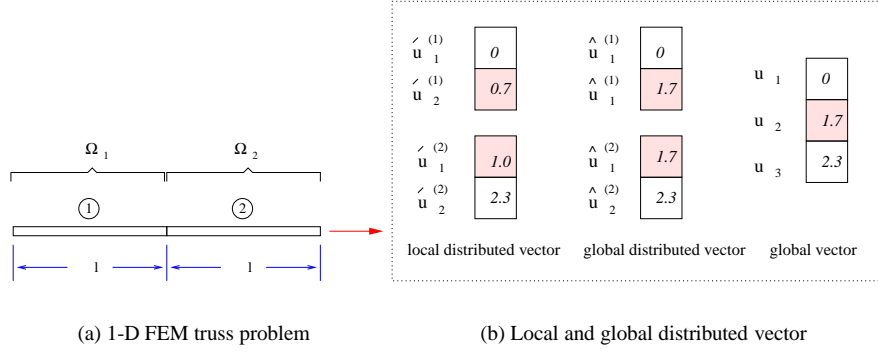 Ω 1
Ω 2
1
2
l
l
(a) 1-D FEM truss problem
ú 1 (1) 0
ú 2 (1) 0.7
ú 1 (2) 1.0
ú 2 (2) 2.3
local distributed vector
û 1 (1) 0
û 1 (1) 1.7
û 1 (2) 1.7
û 2 (2) 2.3
global distributed vector
u 1 0
u 2 1.7
u 3 2.3
global vector
(b) Local and global distributed vector